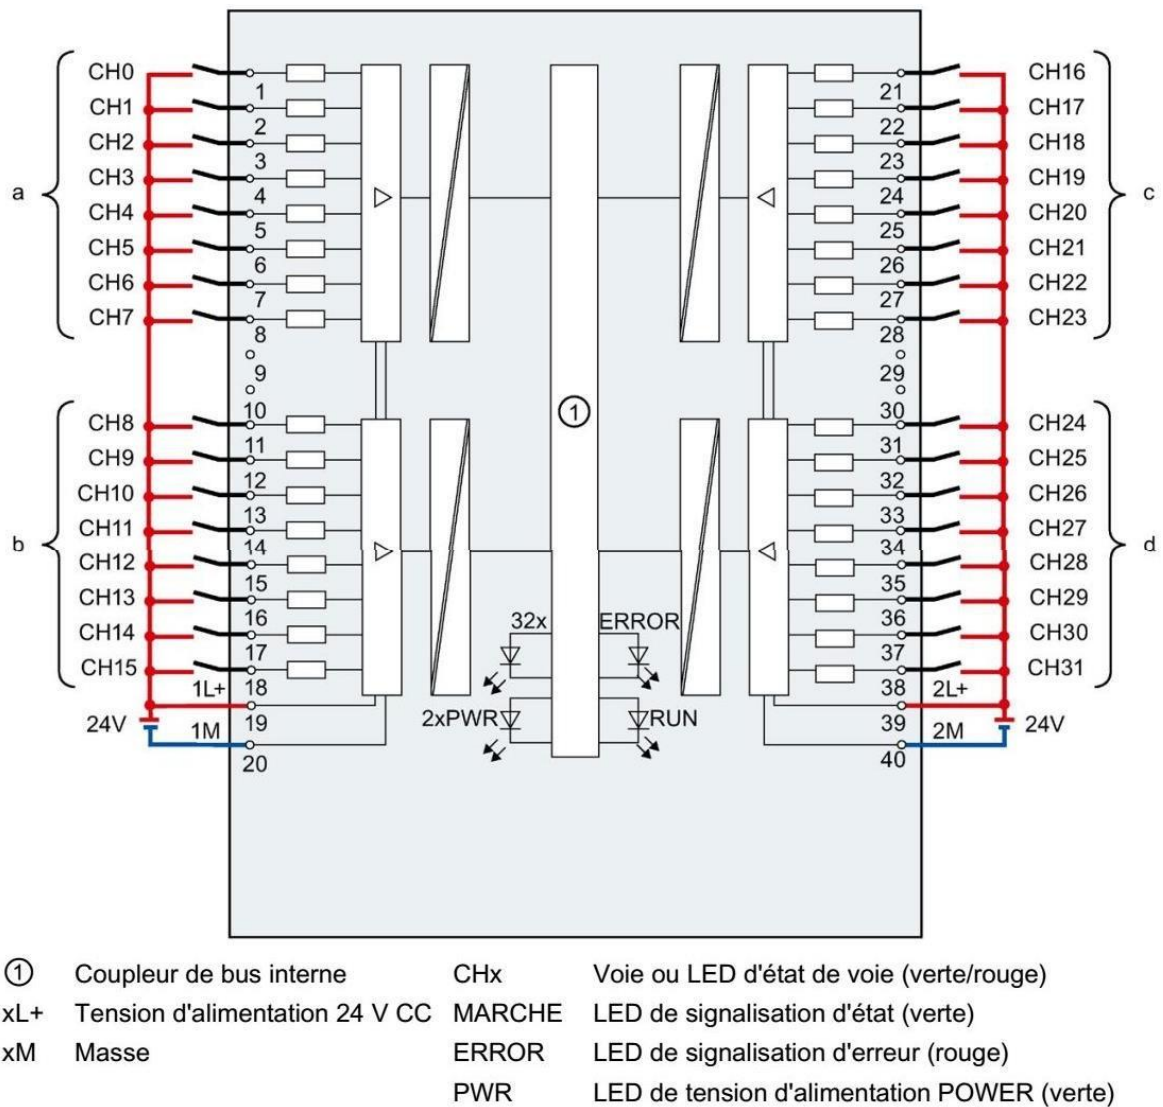 CH0 1 21 CH16
CH1 2 22 CH17
CH2 3 23 CH18
CH3 4 24 CH19
a c
CH4 5 25 CH20
CH5 6 26 CH21
CH6 7 27 CH22
CH7 8 28 CH23
9 29
10 30
①
CH8 11 31 CH24
CH9 12 32 CH25
CH10 13 33 CH26
CH11 14 34 CH27
b d
CH12 15 35 CH28
CH13 16 36 CH29
32x ERROR
CH14 17 37 CH30
CH15 18 38 CH31
1L+ 2L+
24V 19 2xPWR RUN 39 24V
1M 2M
20 40
① Coupleur de bus interne CHx Voie ou LED d'état de voie (verte/rouge)
xL+ Tension d'alimentation 24 V CC MARCHE LED de signalisation d'état (verte)
xM Masse ERROR LED de signalisation d'erreur (rouge)
PWR LED de tension d'alimentation POWER (verte)